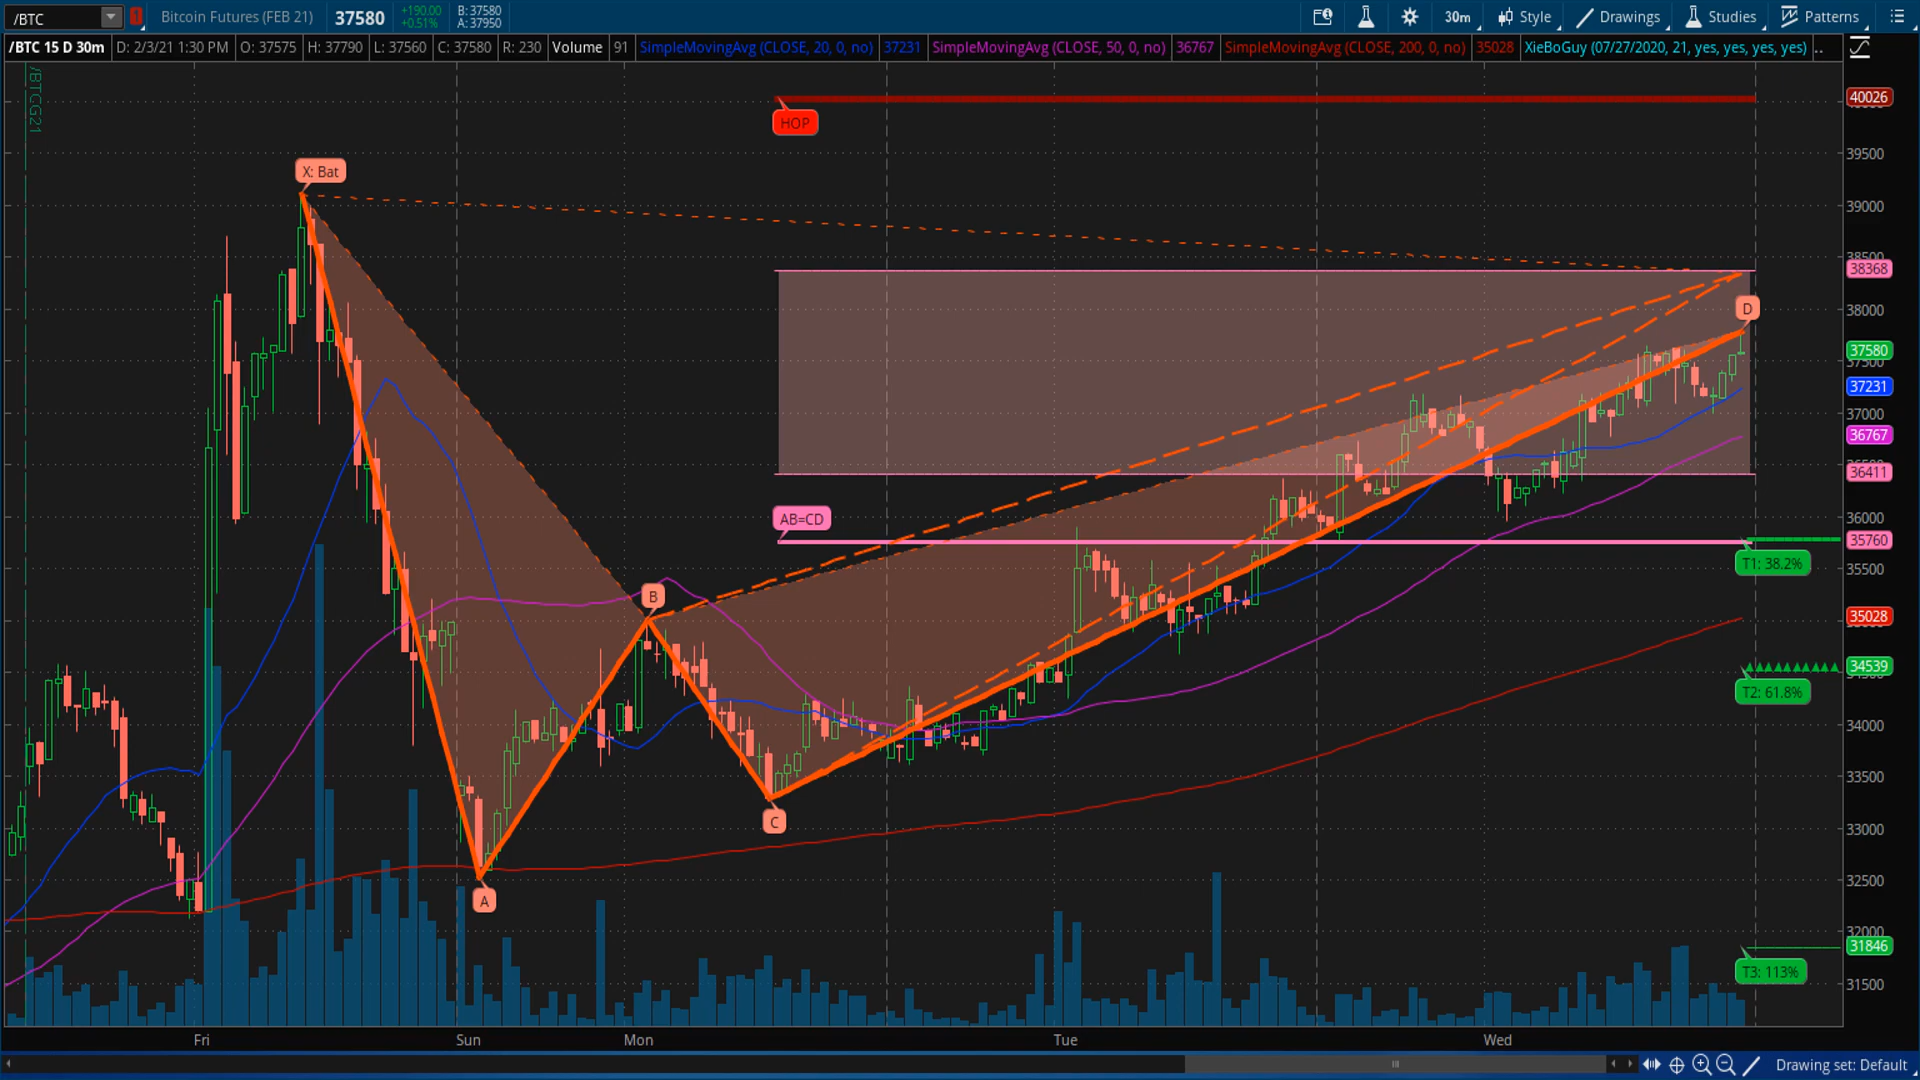 /BTC
1
Bitcoin Futures (FEB 21)
37580
+190.00
+0.51%
B: 37580
A: 37950
30m
Style
Drawings
Studies
Patterns
/BTC 15 D 30m
D: 2/3/21 1:30 PM
O: 37575
H: 37790
L: 37560
C: 37580
R: 230
Volume
91
SimpleMovingAvg (CLOSE, 20, 0, no)
37231
SimpleMovingAvg (CLOSE, 50, 0, no)
36767
SimpleMovingAvg (CLOSE, 200, 0, no)
35028
XieBoGuy (07/27/2020, 21, yes, yes, yes, yes)
..
/BTCG21
HOP
X: Bat
D
AB=CD
B
C
A
T1: 38.2%
T2: 61.8%
T3: 113%
40026
39500
39000
38500
38368
38000
37580
37500
37231
37000
36767
36411
36000
35760
35500
35028
34539
34500
34000
33500
33000
32500
32000
31846
31500
Fri
Sun
Mon
Tue
Wed
Drawing set: Default